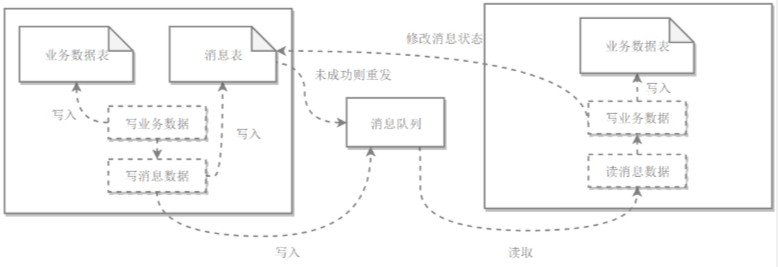 业务数据表
消息表
修改消息状态
业务数据表
未成功则重发
写入
写业务数据
写入
消息队列
写入
写业务数据
写消息数据
读消息数据
写入
读取